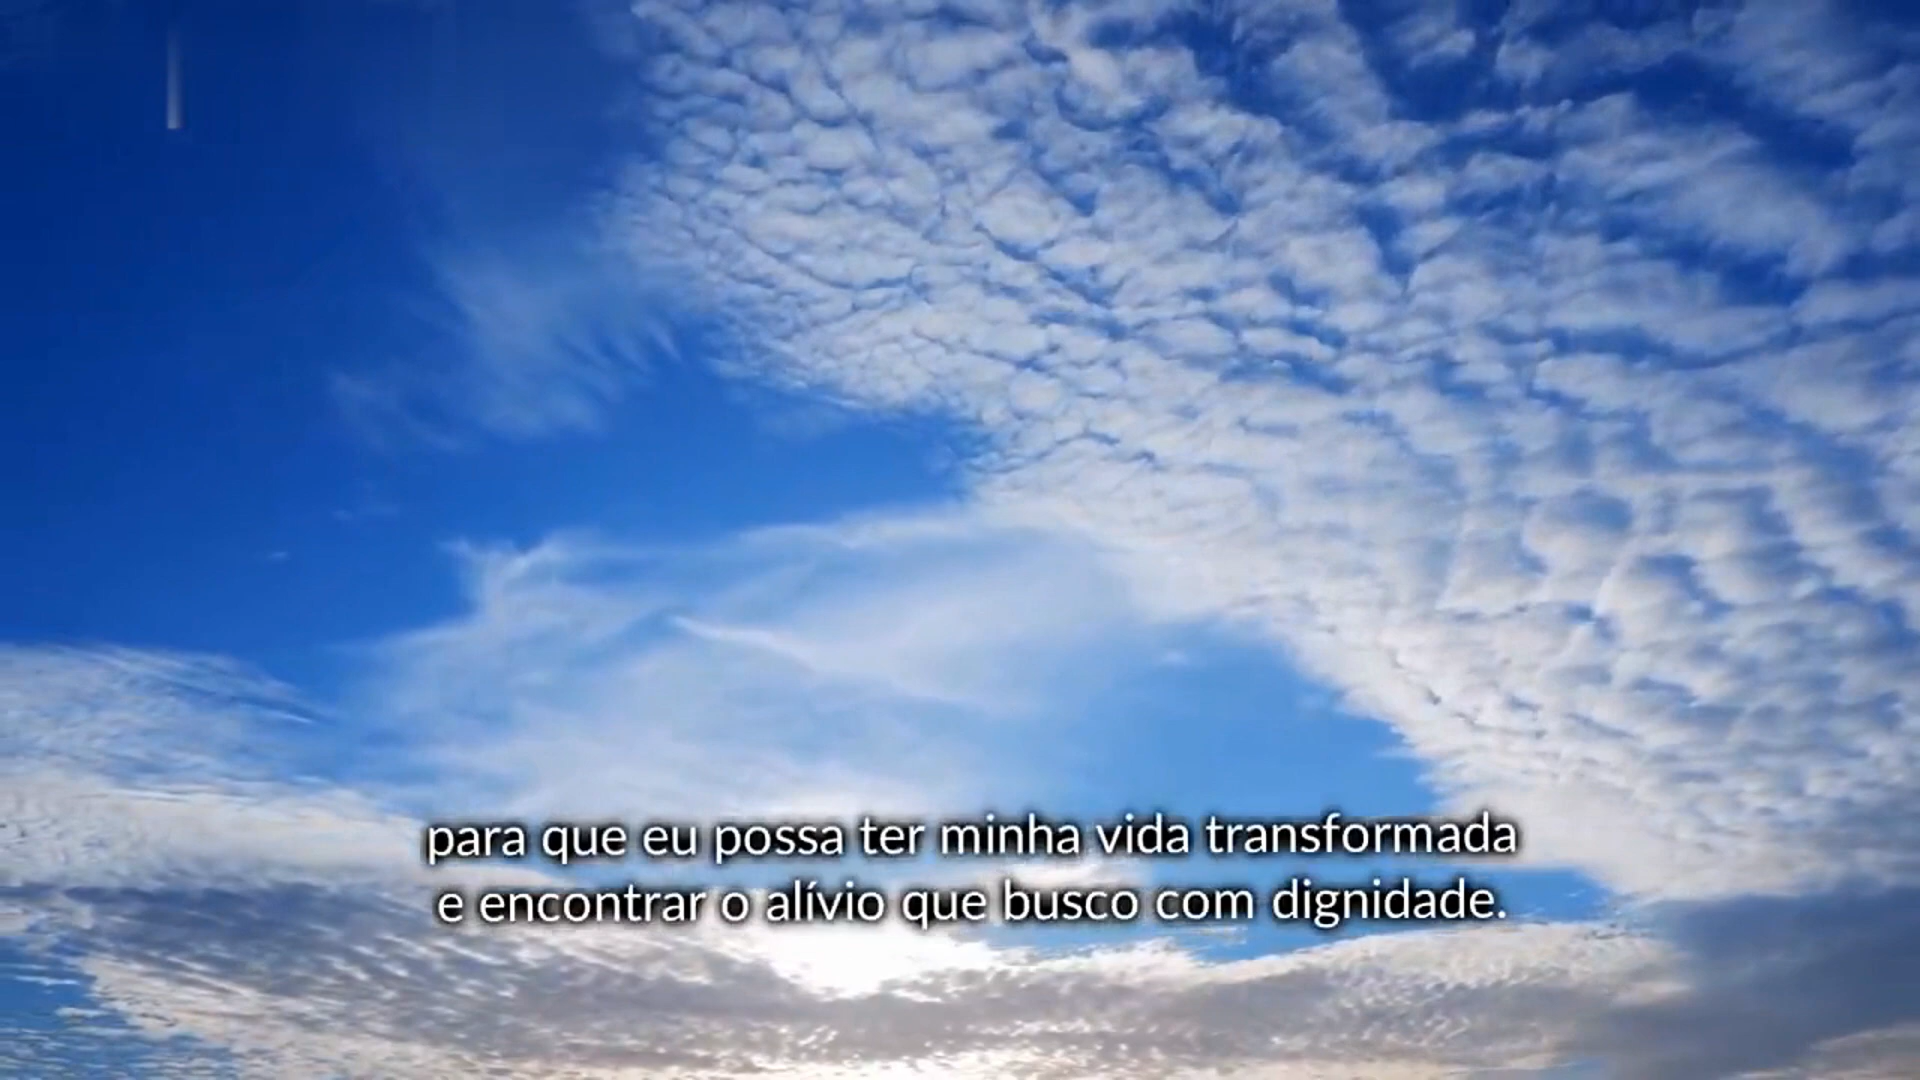 para que eu possa ter minha vida transformada
e encontrar o alívio que busco com dignidade.